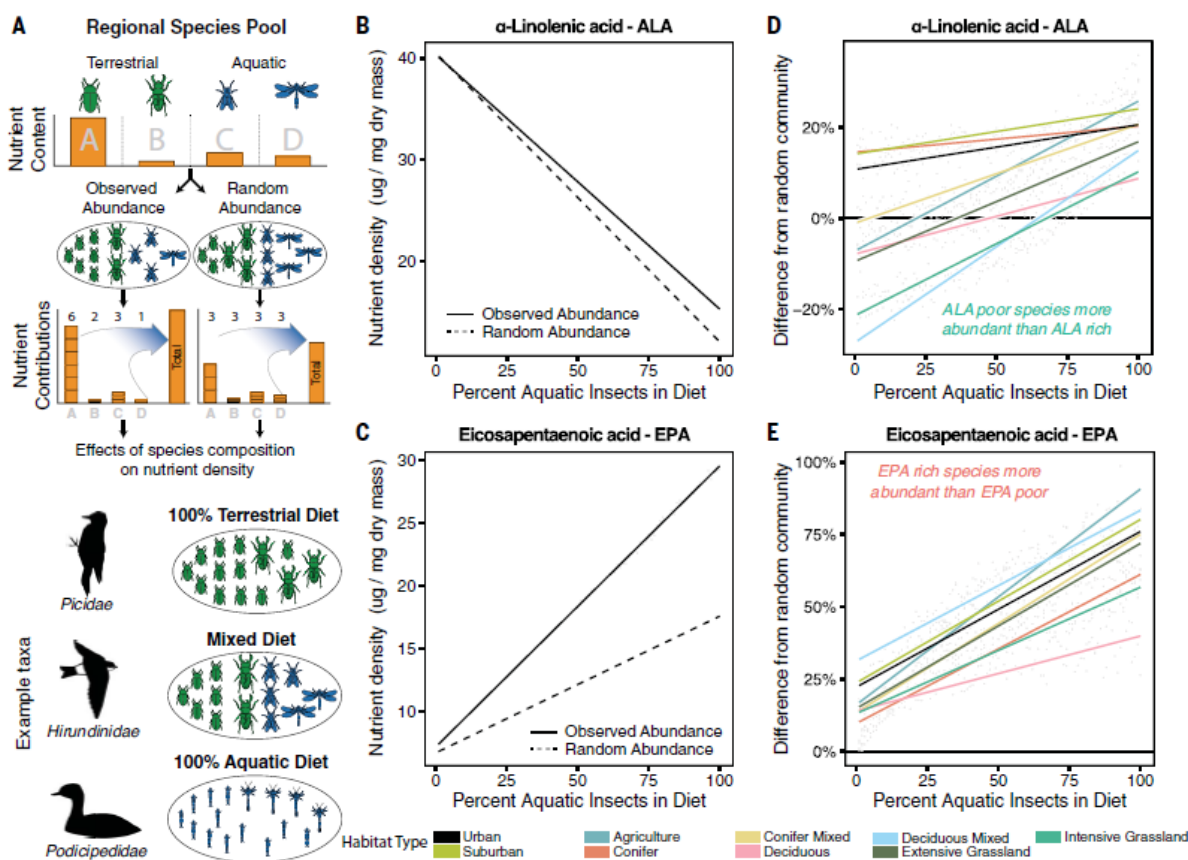 A
Regional Species Pool
Terrestrial
Aquatic
Nutrient
Content
A
B
C
D
Observed
Abundance
Random
Abundance
Nutrient
Contributions
6
2
3
1
Total
A
B
C
D
3
3
3
3
Total
A
B
C
D
Effects of species composition
on nutrient density
Example taxa
100% Terrestrial Diet
Picidae
Mixed Diet
Hirundinidae
100% Aquatic Diet
Podicipedidae
B
α-Linolenic acid - ALA
Nutrient density (ug / mg dry mass)
40
30
20
Observed Abundance
Random Abundance
0
25
50
75
100
Percent Aquatic Insects in Diet
C
Eicosapentaenoic acid - EPA
Nutrient density (ug / mg dry mass)
30
25
20
15
10
Observed Abundance
Random Abundance
0
25
50
75
100
Percent Aquatic Insects in Diet
D
α-Linolenic acid - ALA
Difference from random community
20%
0%
−20%
ALA poor species more
abundant than ALA rich
0
25
50
75
100
Percent Aquatic Insects in Diet
E
Eicosapentaenoic acid - EPA
Difference from random community
100%
75%
50%
25%
0%
EPA rich species more
abundant than EPA poor
0
25
50
75
100
Percent Aquatic Insects in Diet
Habitat Type
Urban
Suburban
Agriculture
Conifer
Conifer Mixed
Deciduous
Deciduous Mixed
Extensive Grassland
Intensive Grassland